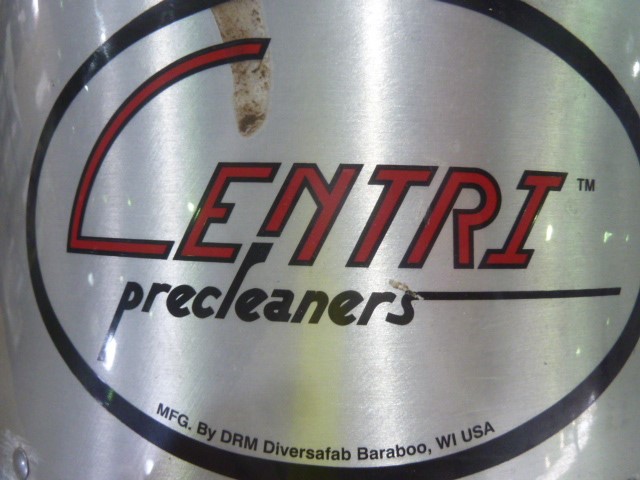 CENTRI™
precleaners
MFG. By DRM Diversafab Baraboo, WI USA